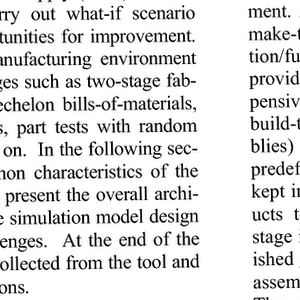 rry out what-if scenario
tunities for improvement.
anufacturing environment
ges such as two-stage fab-
echelon bills-of-materials,
s, part tests with random
on. In the following sec-
non characteristics of the
present the overall archi-
e simulation model design
enges. At the end of the
ollected from the tool and
ons.
ment.
make-t
tion/fu
provid
pensiv
build-t
blies)
predef
kept in
ucts t
stage i
ished
assem